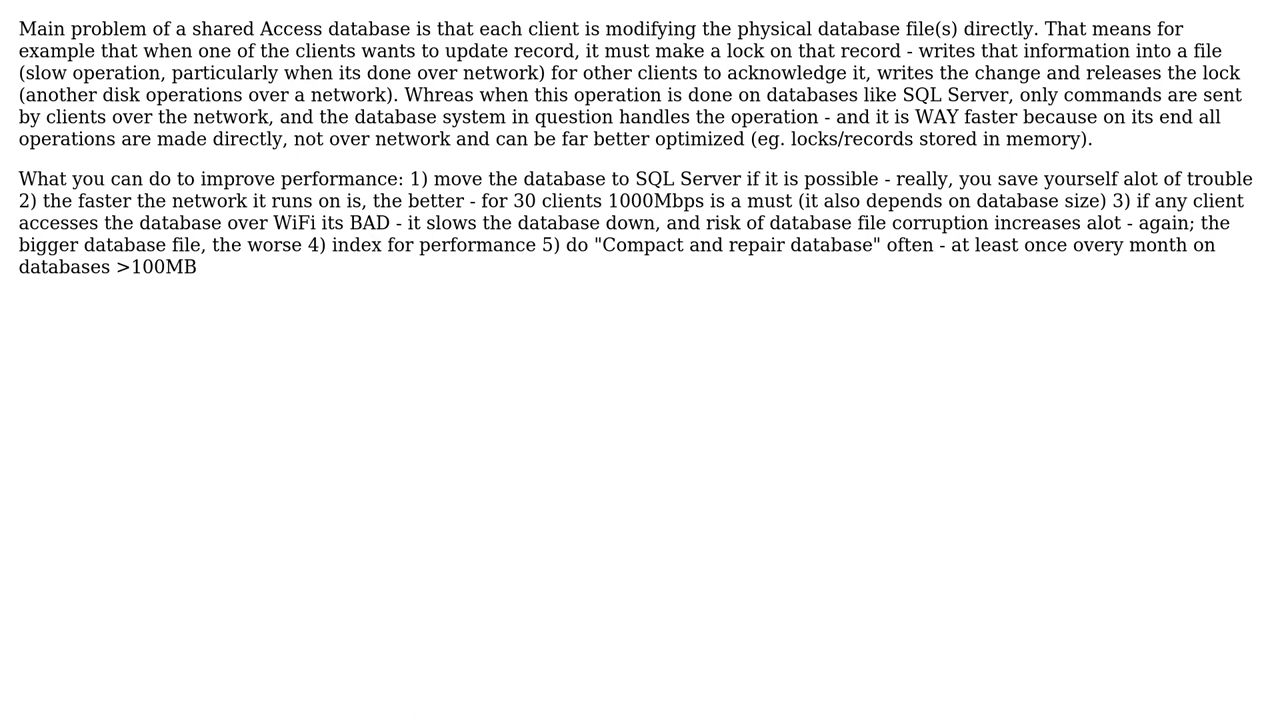 Main problem of a shared Access database is that each client is modifying the physical database file(s) directly. That means for
example that when one of the clients wants to update record, it must make a lock on that record - writes that information into a file
(slow operation, particularly when its done over network) for other clients to acknowledge it, writes the change and releases the lock
(another disk operations over a network). Whreas when this operation is done on databases like SQL Server, only commands are sent
by clients over the network, and the database system in question handles the operation - and it is WAY faster because on its end all
operations are made directly, not over network and can be far better optimized (eg. locks/records stored in memory).
What you can do to improve performance: 1) move the database to SQL Server if it is possible - really, you save yourself alot of trouble
2) the faster the network it runs on is, the better - for 30 clients 1000Mbps is a must (it also depends on database size) 3) if any client
accesses the database over WiFi its BAD - it slows the database down, and risk of database file corruption increases alot - again; the
bigger database file, the worse 4) index for performance 5) do "Compact and repair database" often - at least once overy month on
databases >100MB